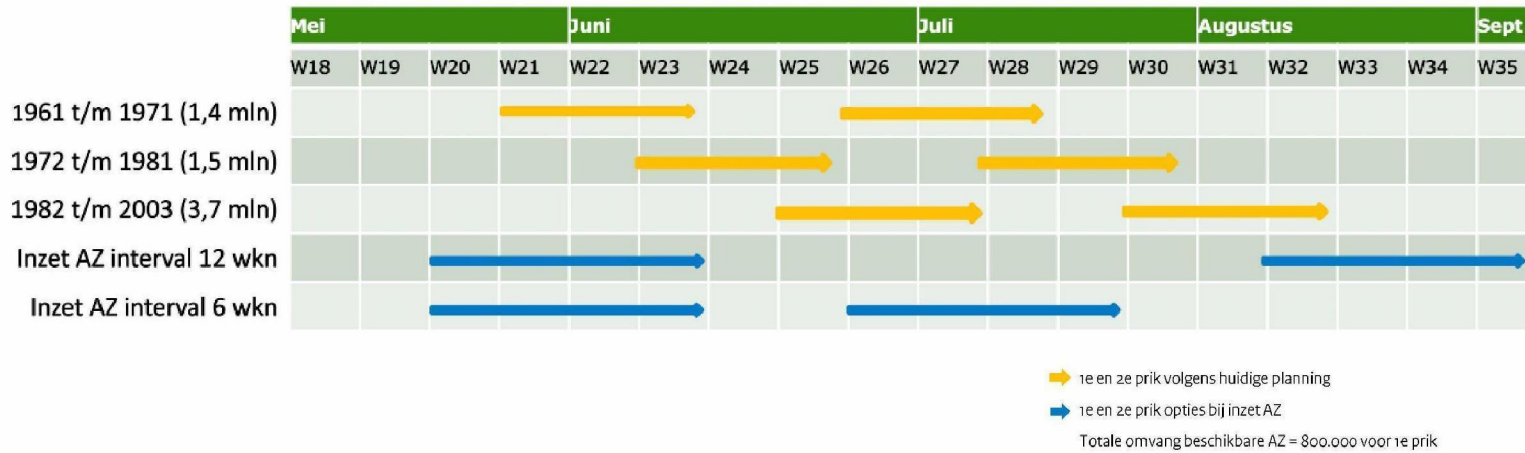 Mei Juni Juli Augustus Sept
W18 W19 W20 W21 W22 W23 W24 W25 W26 W27 W28 W29 W30 W31 W32 W33 W34 W35
1961 t/m 1971 (1,4 mln)
1972 t/m 1981 (1,5 mln)
1982 t/m 2003 (3,7 mln)
Inzet AZ interval 12 wkn
Inzet AZ interval 6 wkn
1e en 2e prik volgens huidige planning
1e en 2e prik opties bij inzet AZ
Totale omvang beschikbare AZ = 800.000 voor 1e prik